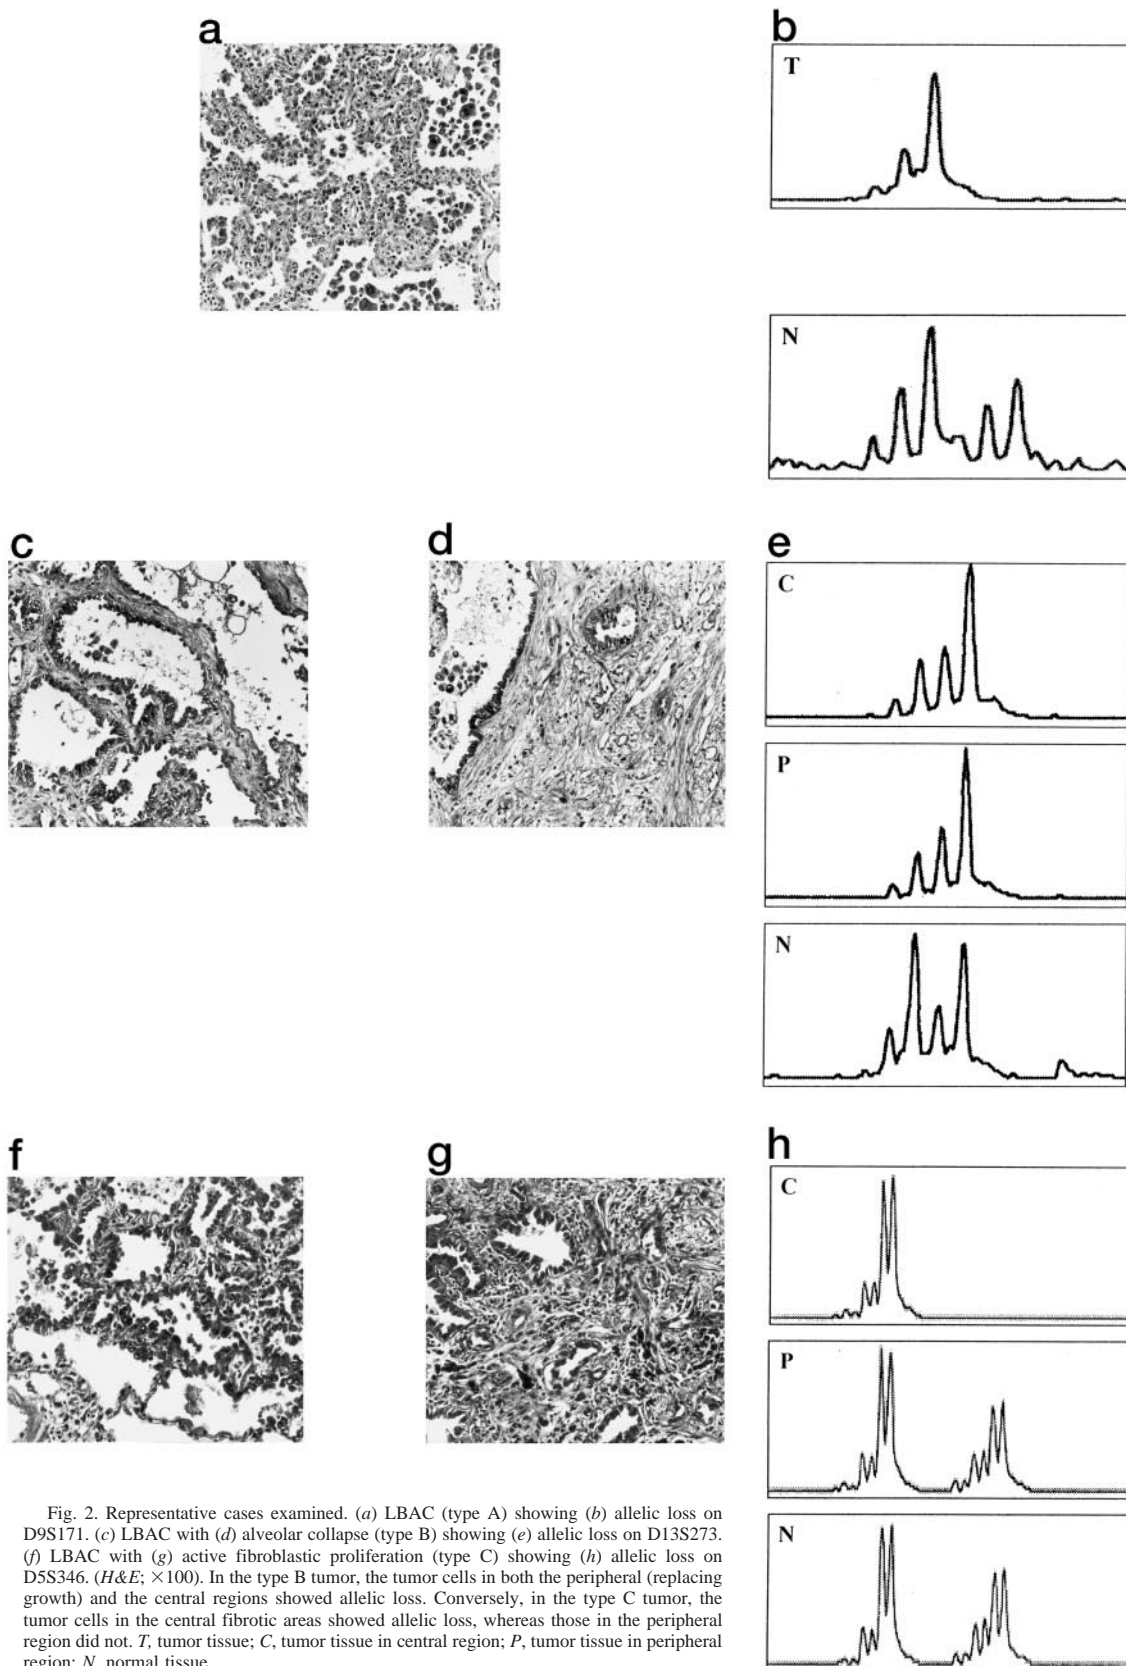 a
b
T
N
c
d
e
C
P
N
f
g
h
C
P
N
Fig. 2. Representative cases examined. (a) LBAC (type A) showing (b) allelic loss on
D9S171. (c) LBAC with (d) alveolar collapse (type B) showing (e) allelic loss on D13S273.
(f) LBAC with (g) active fibroblastic proliferation (type C) showing (h) allelic loss on
D5S346. (H&E; ×100). In the type B tumor, the tumor cells in both the peripheral (replacing
growth) and the central regions showed allelic loss. Conversely, in the type C tumor, the
tumor cells in the central fibrotic areas showed allelic loss, whereas those in the peripheral
region did not. T, tumor tissue; C, tumor tissue in central region; P, tumor tissue in peripheral
region; N, normal tissue